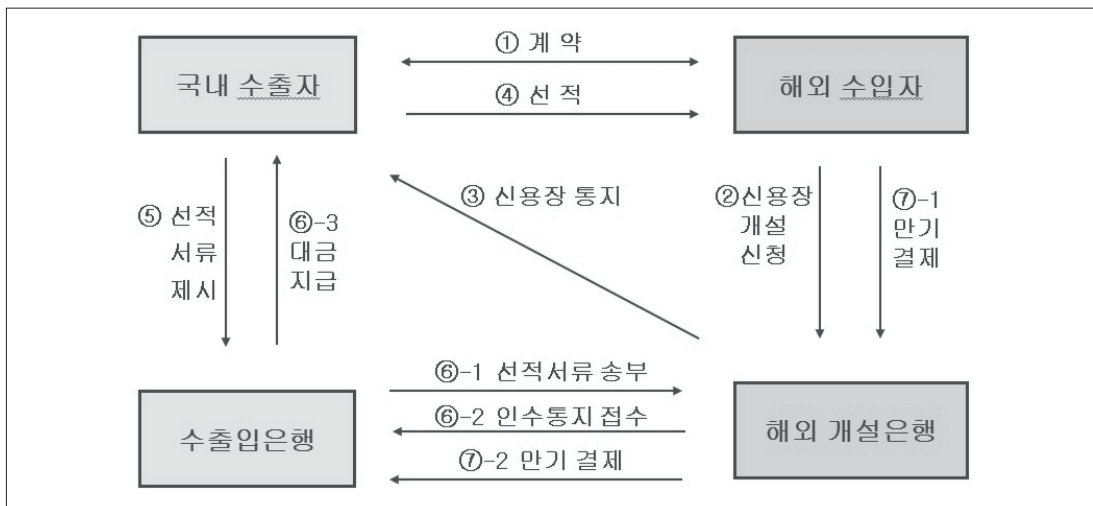 ① 계 약
국내 수출자
해외 수입자
④ 선 적
③ 신용장 통지
②신용장
개설
신청
⑦-1
만기
결제
⑤ 선적
서류
제시
⑥-3
대금
지급
⑥-1 선적서류 송부
⑥-2 인수통지 접수
⑦-2 만기 결제
수출입은행
해외 개설은행